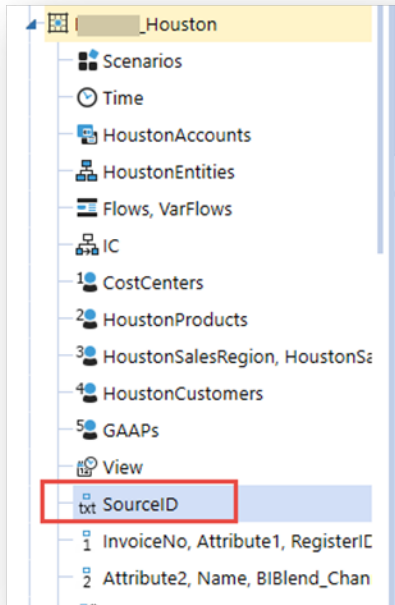 _Houston
Scenarios
Time
HoustonAccounts
HoustonEntities
Flows, VarFlows
IC
1 CostCenters
2 HoustonProducts
3 HoustonSalesRegion, HoustonSa
4 HoustonCustomers
5 GAAPs
View
txt SourceID
1 InvoiceNo, Attribute1, RegisterID
2 Attribute2, Name, BIBlend_Chan